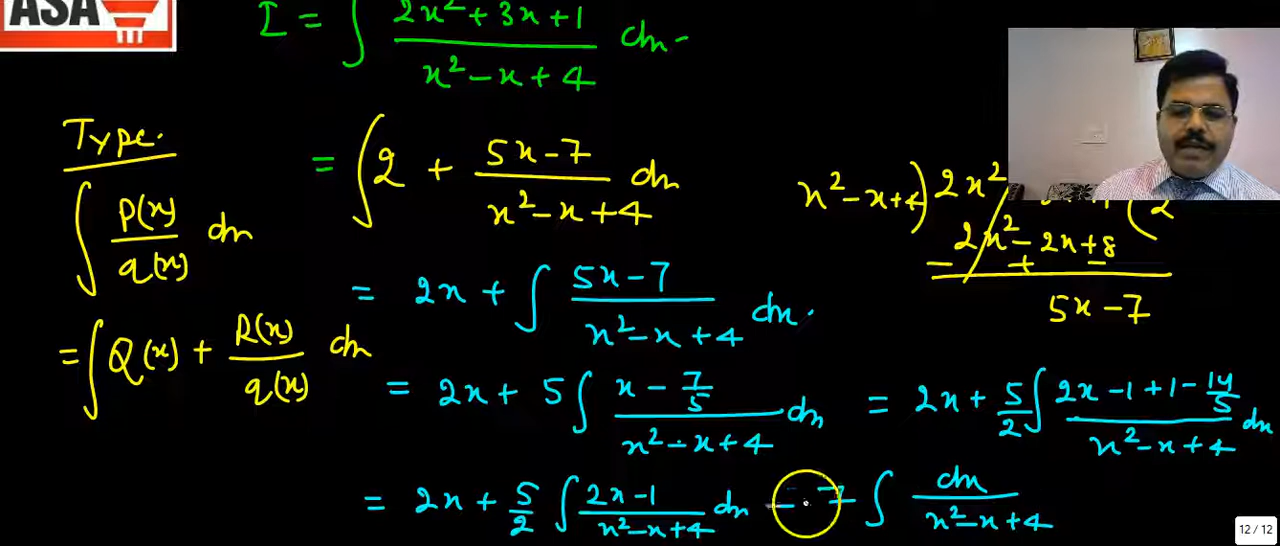 ASA
I = ∫ (2x² + 3x + 1)/(x² − x + 4) dx.
Type.
∫ P(x)/q(x) dx
= ∫ Q(x) + R(x)/q(x) dx
= ∫ 2 + (5x − 7)/(x² − x + 4) dx
x² − x + 4 ) 2x² ( 2
2x² − 2x + 8
− + −
5x − 7
= 2x + ∫ (5x − 7)/(x² − x + 4) dx.
= 2x + 5 ∫ (x − 7/5)/(x² − x + 4) dx
= 2x + 5/2 ∫ (2x − 1 + 1 − 14/5)/(x² − x + 4) dx
= 2x + 5/2 ∫ (2x − 1)/(x² − x + 4) dx − ∫ dx/(x² − x + 4)
12 / 12